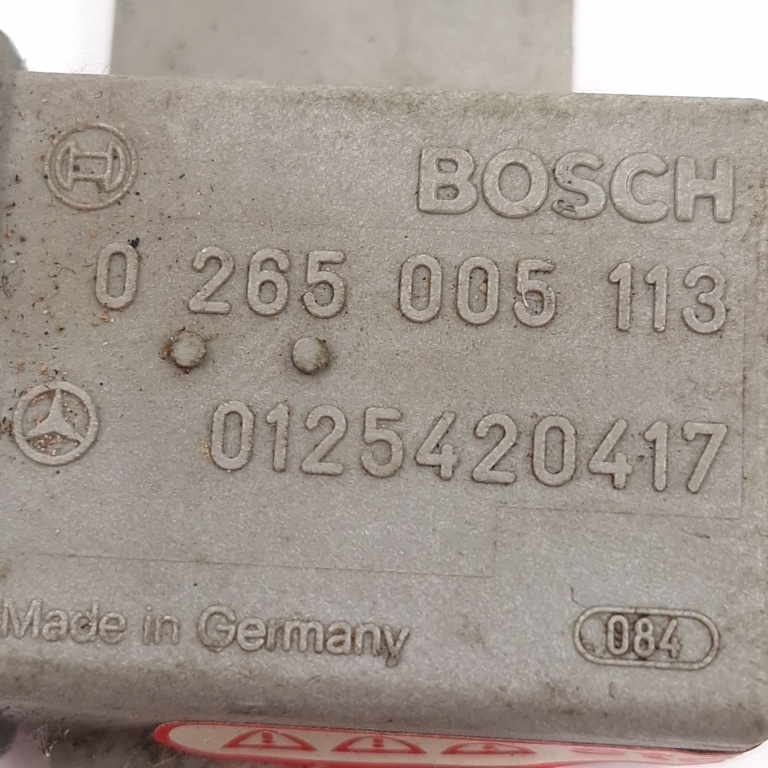 BOSCH
0 265 005 113
0125420417
Made in Germany 084